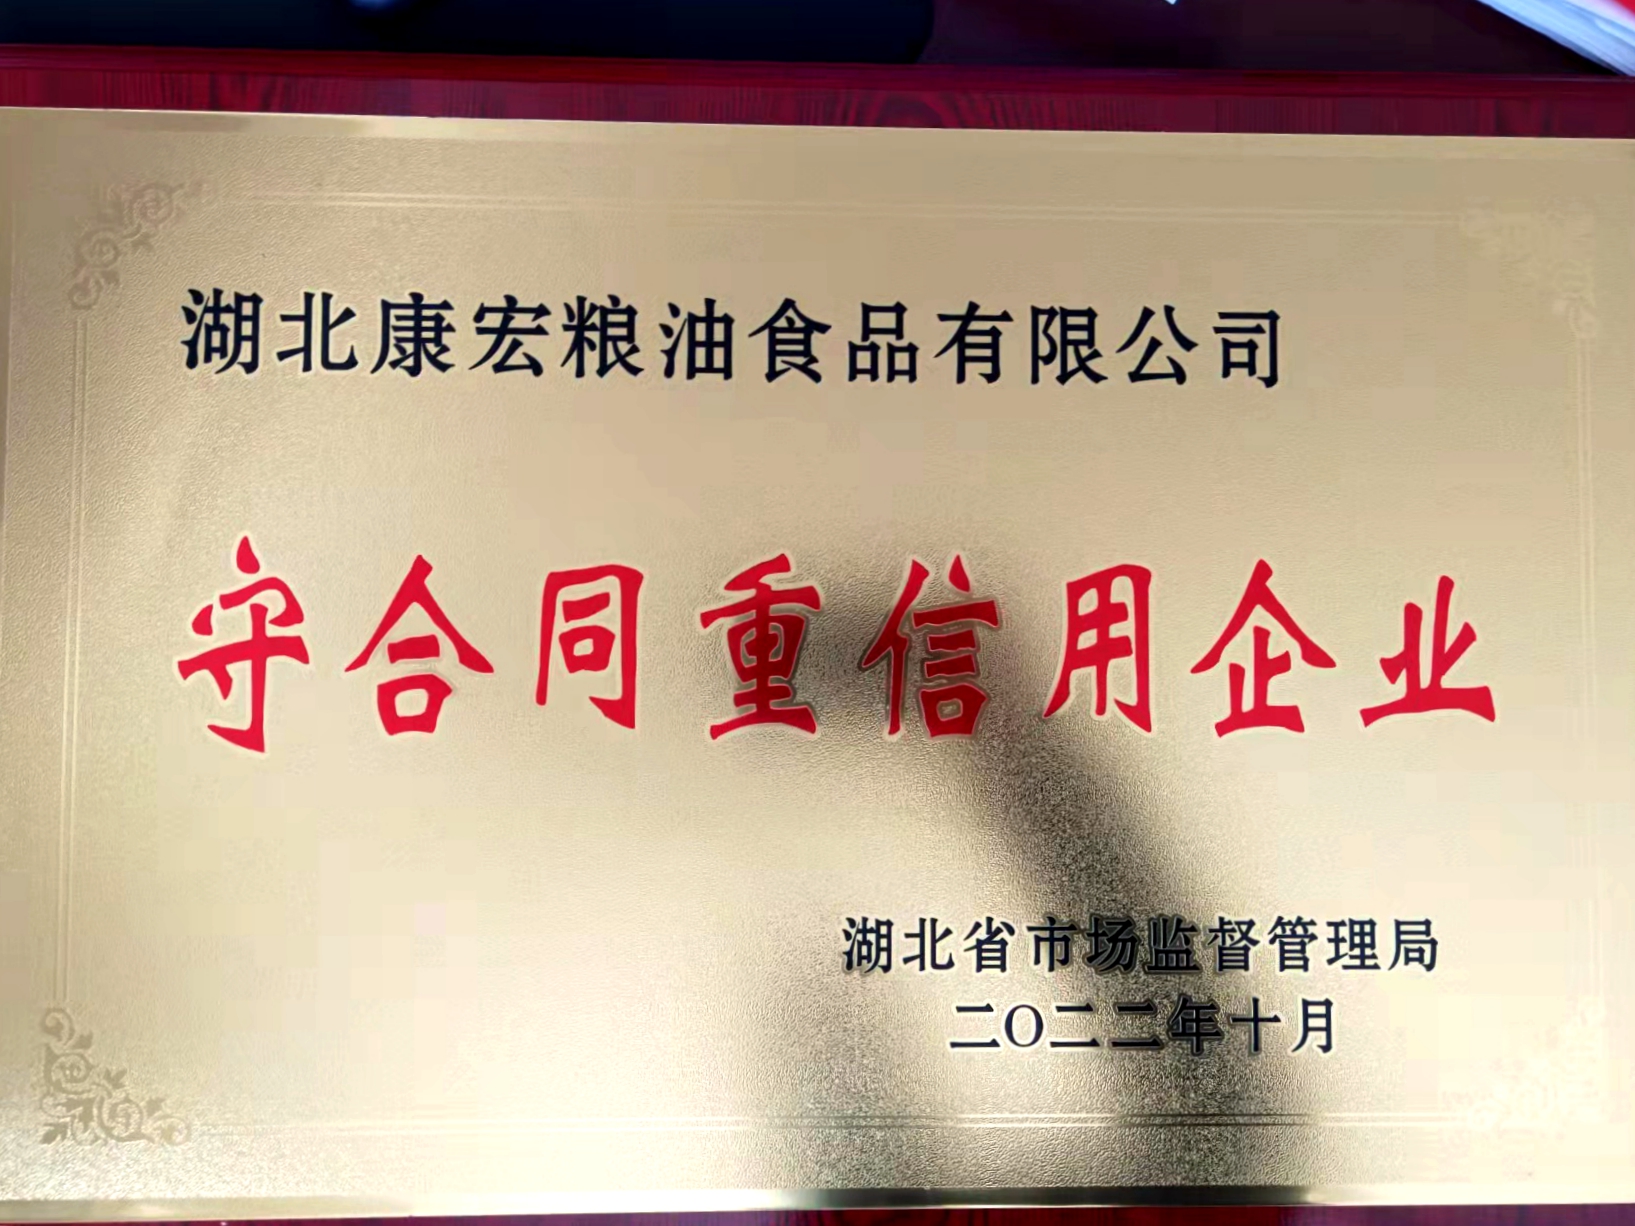 湖北康宏粮油食品有限公司
守合同重信用企业
湖北省市场监督管理局
二〇二二年十月